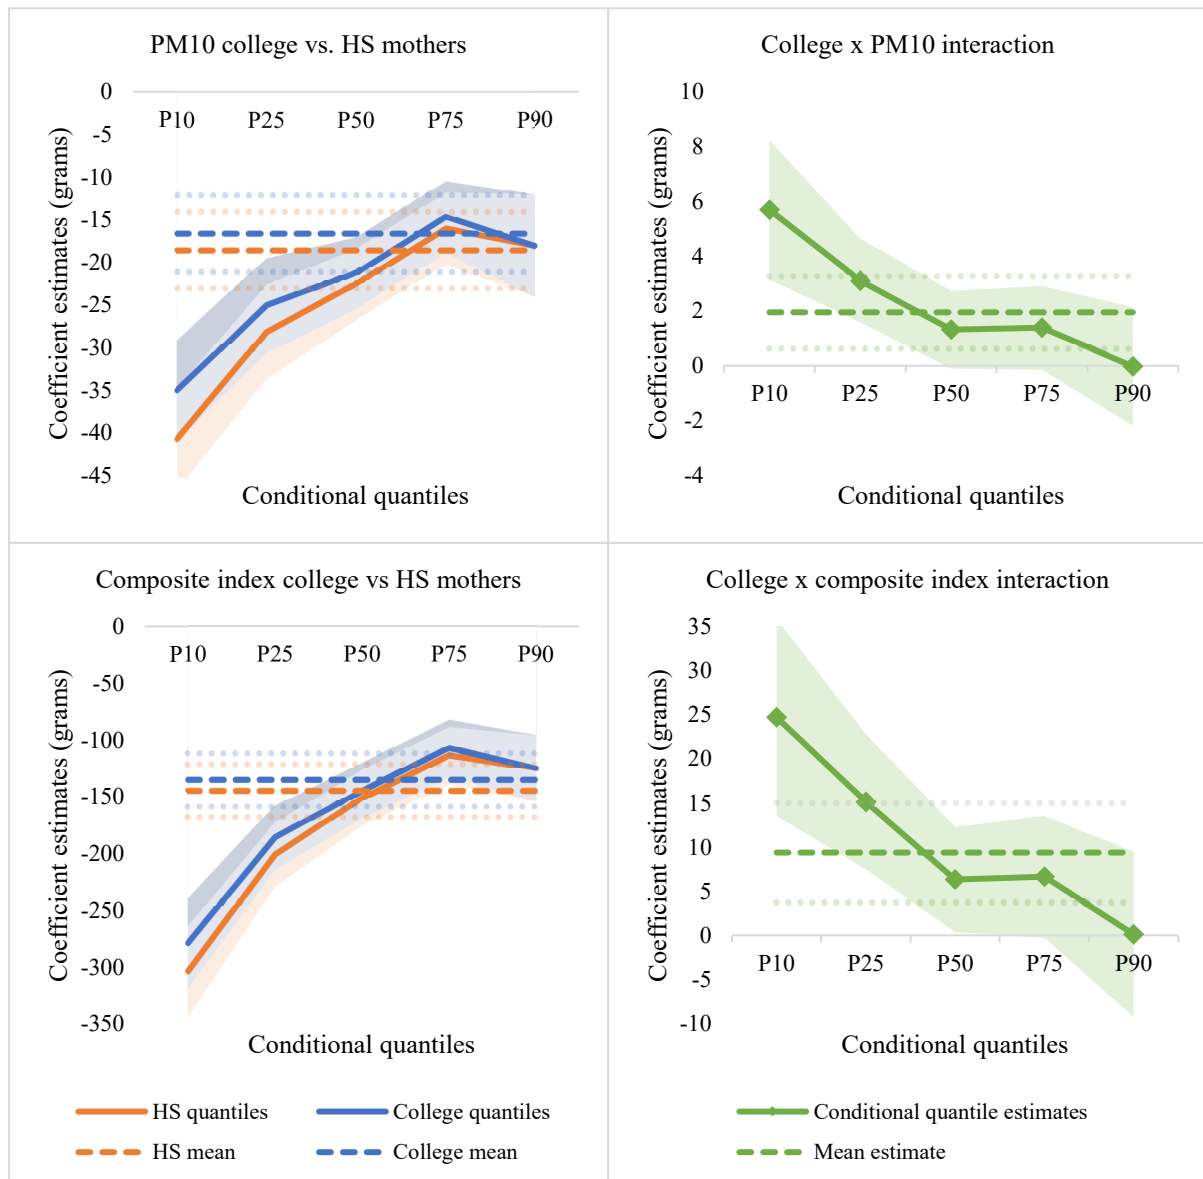 PM10 college vs. HS mothers
0
-5
-10
-15
-20
-25
-30
-35
-40
-45
P10 P25 P50 P75 P90
Coefficient estimates (grams)
Conditional quantiles
College x PM10 interaction
10
8
6
4
2
0
-2
-4
P10 P25 P50 P75 P90
Coefficient estimates (grams)
Conditional quantiles
Composite index college vs HS mothers
0
-50
-100
-150
-200
-250
-300
-350
P10 P25 P50 P75 P90
Coefficient estimates (grams)
Conditional quantiles
HS quantiles College quantiles
HS mean College mean
College x composite index interaction
35
30
25
20
15
10
5
0
-5
-10
P10 P25 P50 P75 P90
Coefficient estimates (grams)
Conditional quantiles
Conditional quantile estimates
Mean estimate